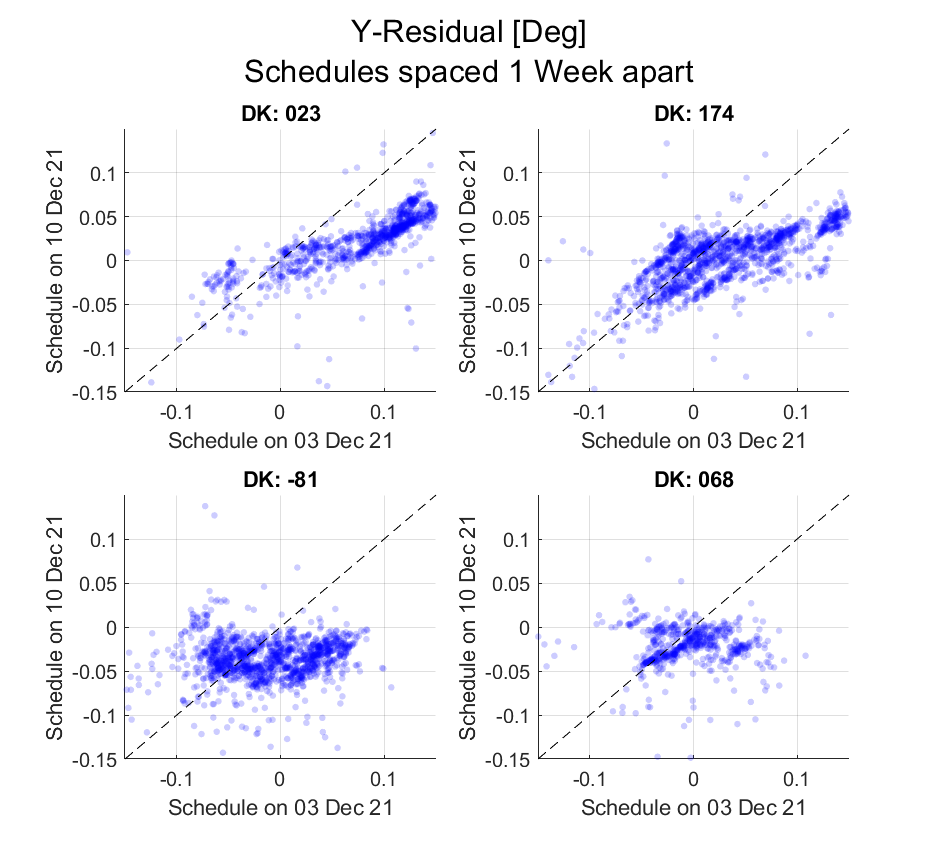 Y-Residual [Deg]
Schedules spaced 1 Week apart
DK: 023
Schedule on 10 Dec 21
0.1
0.05
0
-0.05
-0.1
-0.15
-0.1
0
0.1
Schedule on 03 Dec 21
DK: 174
Schedule on 10 Dec 21
0.1
0.05
0
-0.05
-0.1
-0.15
-0.1
0
0.1
Schedule on 03 Dec 21
DK: -81
Schedule on 10 Dec 21
0.1
0.05
0
-0.05
-0.1
-0.15
-0.1
0
0.1
Schedule on 03 Dec 21
DK: 068
Schedule on 10 Dec 21
0.1
0.05
0
-0.05
-0.1
-0.15
-0.1
0
0.1
Schedule on 03 Dec 21